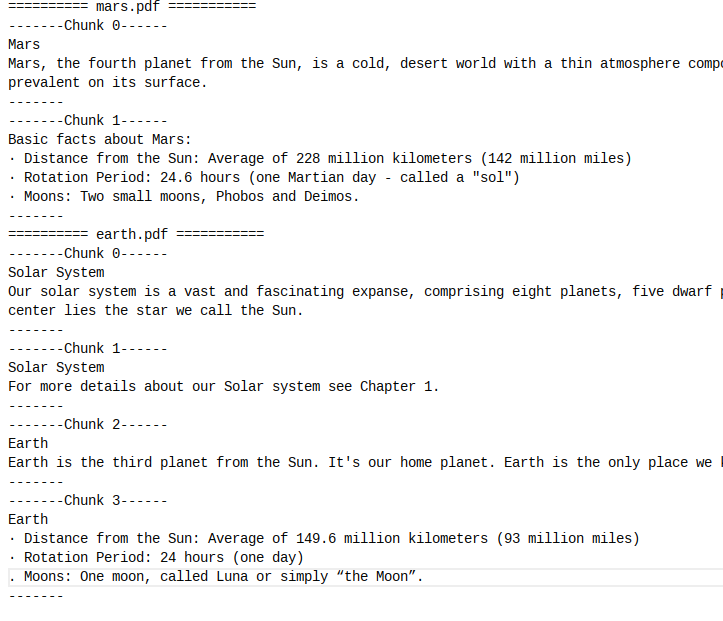 ========== mars.pdf ===========
-------Chunk 0------
Mars
Mars, the fourth planet from the Sun, is a cold, desert world with a thin atmosphere
prevalent on its surface.
-------
-------Chunk 1------
Basic facts about Mars:
· Distance from the Sun: Average of 228 million kilometers (142 million miles)
· Rotation Period: 24.6 hours (one Martian day - called a "sol")
· Moons: Two small moons, Phobos and Deimos.
-------
========== earth.pdf ===========
-------Chunk 0------
Solar System
Our solar system is a vast and fascinating expanse, comprising eight planets, five dwarf
center lies the star we call the Sun.
-------
-------Chunk 1------
Solar System
For more details about our Solar system see Chapter 1.
-------
-------Chunk 2------
Earth
Earth is the third planet from the Sun. It's our home planet. Earth is the only place we
-------
-------Chunk 3------
Earth
· Distance from the Sun: Average of 149.6 million kilometers (93 million miles)
· Rotation Period: 24 hours (one day)
. Moons: One moon, called Luna or simply “the Moon”.
-------